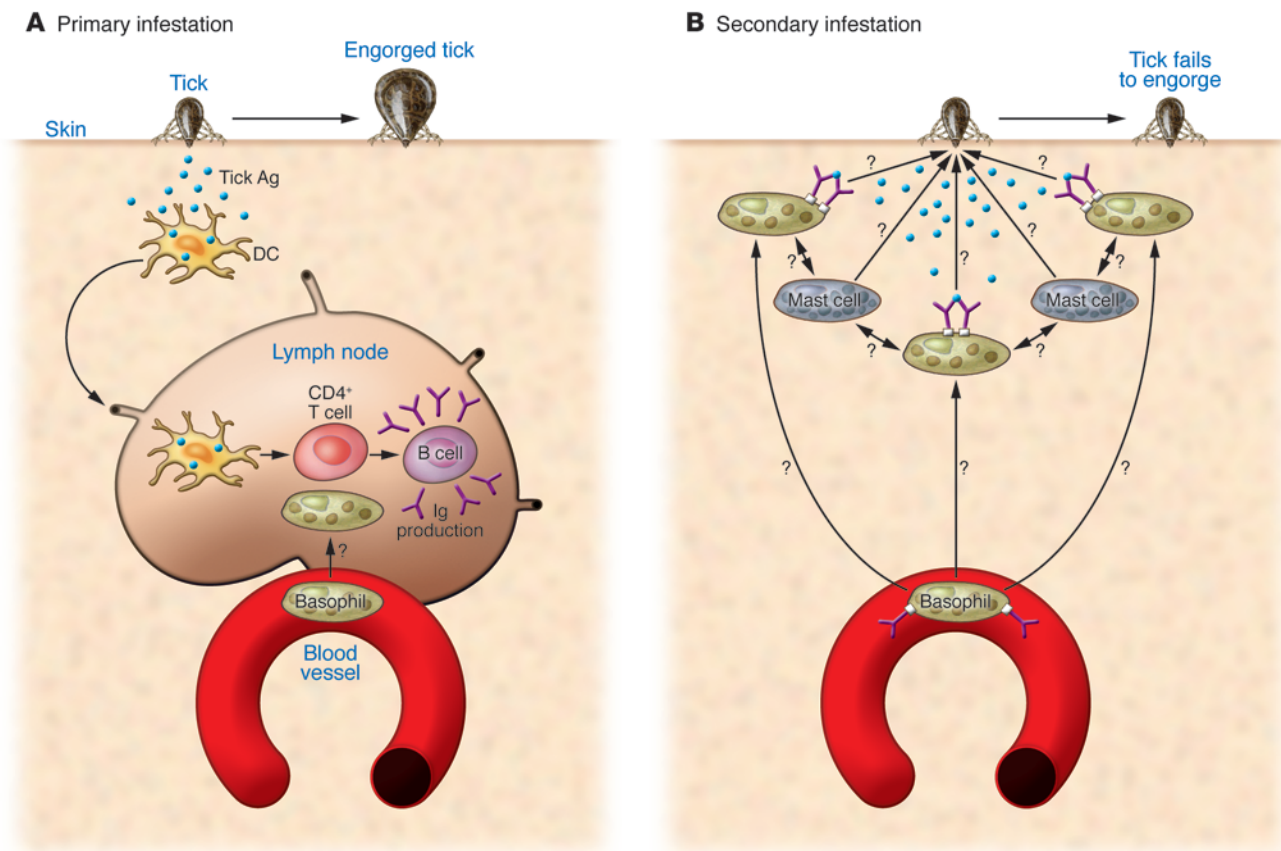 A Primary infestation
Engorged tick
Tick
Skin
Tick Ag
DC
Lymph node
CD4⁺
T cell
B cell
Ig
production
?
Basophil
Blood
vessel
B Secondary infestation
Tick fails
to engorge
?
?
?
?
?
?
?
Mast cell
Mast cell
?
?
?
?
?
Basophil